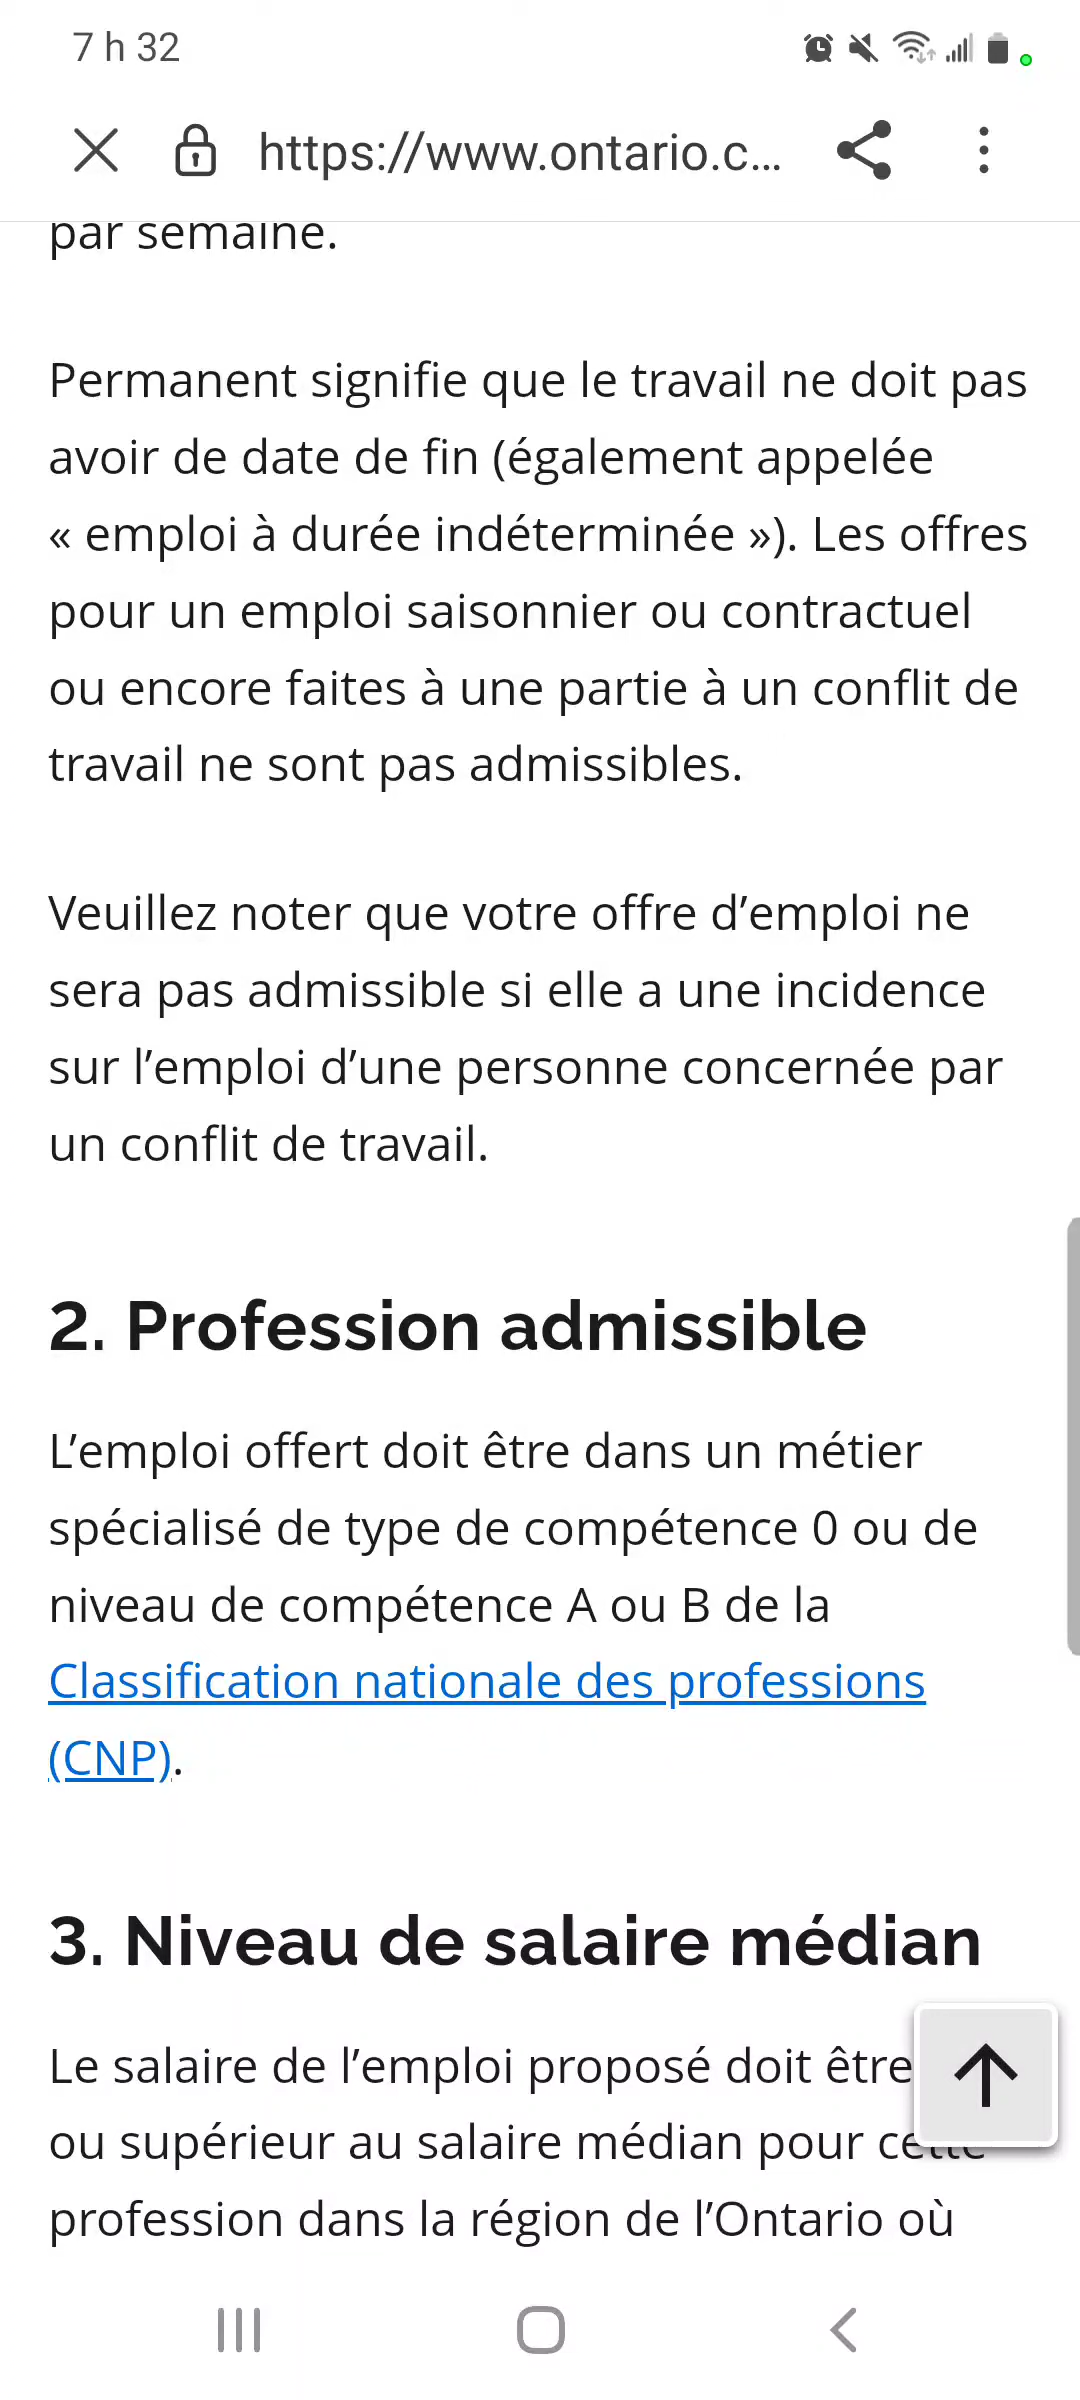 7 h 32
https://www.ontario.c...
par semaine.
Permanent signifie que le travail ne doit pas
avoir de date de fin (également appelée
« emploi à durée indéterminée »). Les offres
pour un emploi saisonnier ou contractuel
ou encore faites à une partie à un conflit de
travail ne sont pas admissibles.
Veuillez noter que votre offre d’emploi ne
sera pas admissible si elle a une incidence
sur l’emploi d’une personne concernée par
un conflit de travail.
2. Profession admissible
L’emploi offert doit être dans un métier
spécialisé de type de compétence 0 ou de
niveau de compétence A ou B de la
Classification nationale des professions
(CNP).
3. Niveau de salaire médian
Le salaire de l’emploi proposé doit être
ou supérieur au salaire médian pour cette
profession dans la région de l’Ontario où